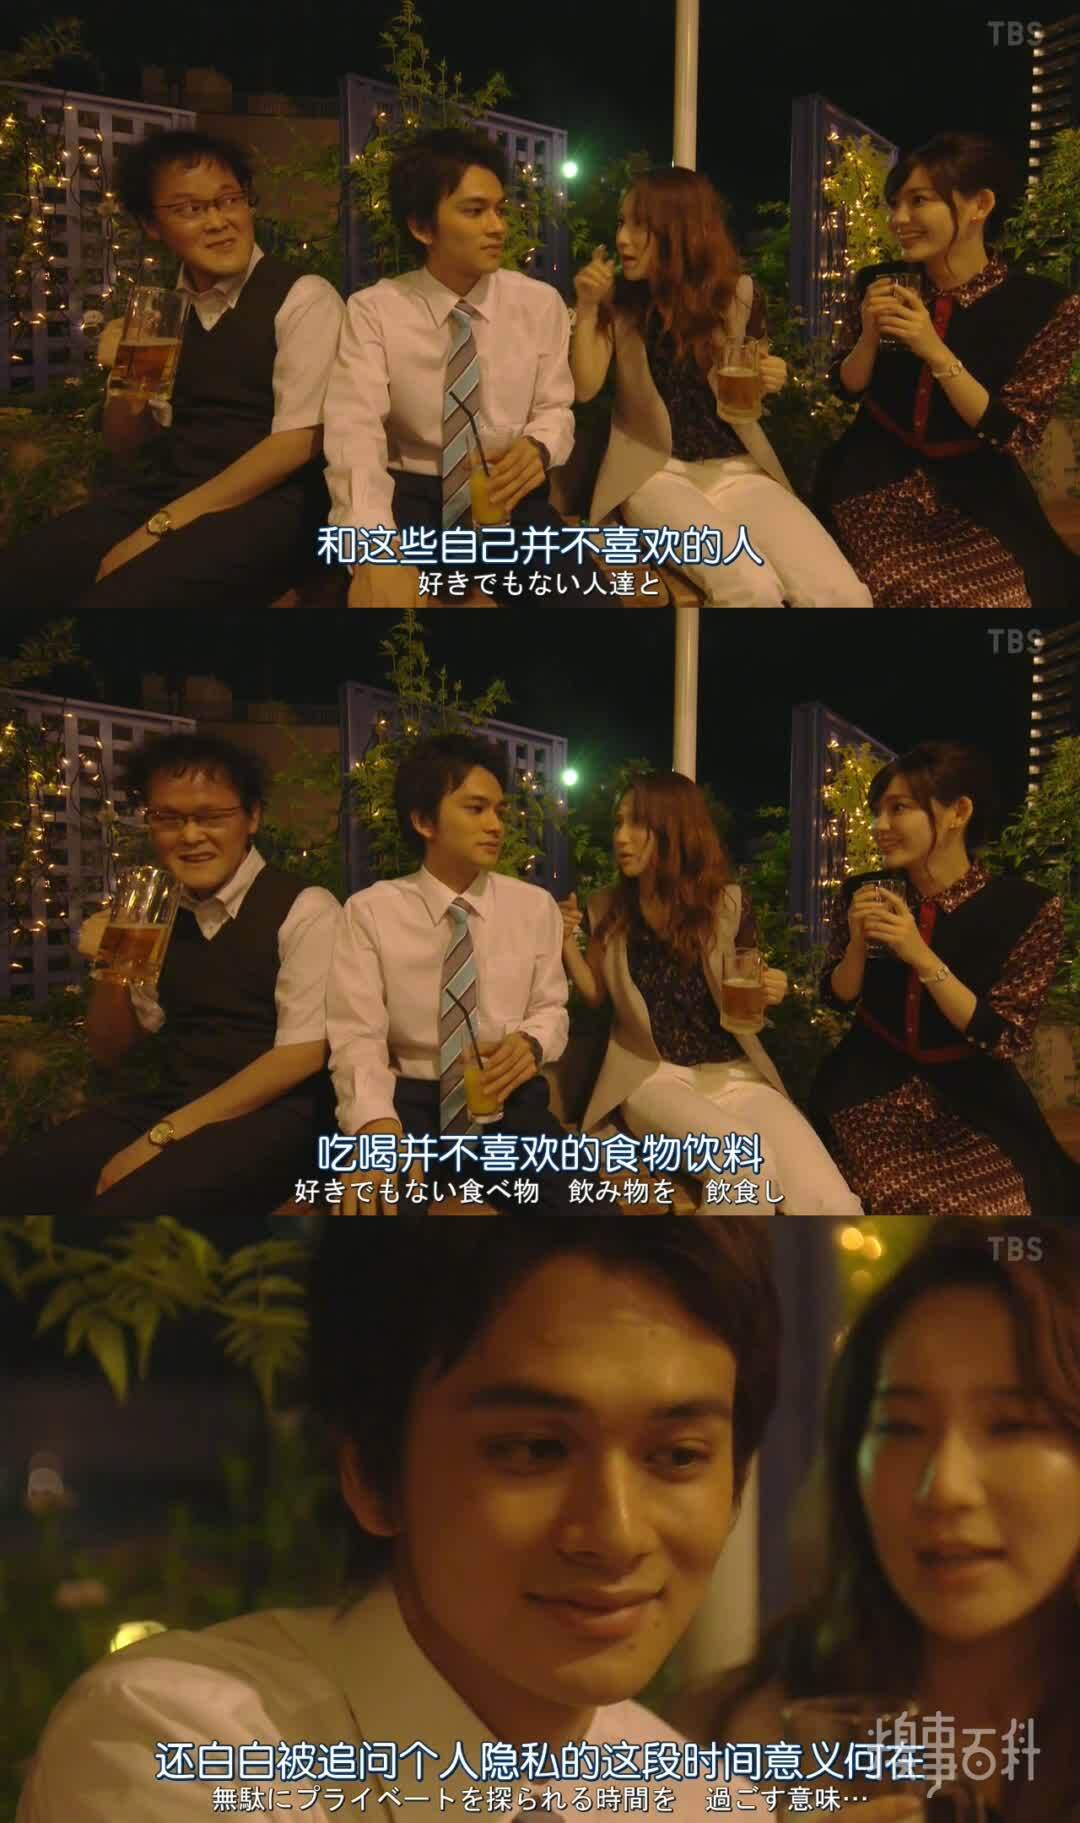 TBS
和这些自己并不喜欢的人
好きでもない人達と
TBS
吃喝并不喜欢的食物饮料
好きでもない食べ物　飲み物を　飲食し
TBS
还白白被追问个人隐私的这段时间意义何在
無駄にプライベートを探られる時間を　過ごす意味…
糗事百科